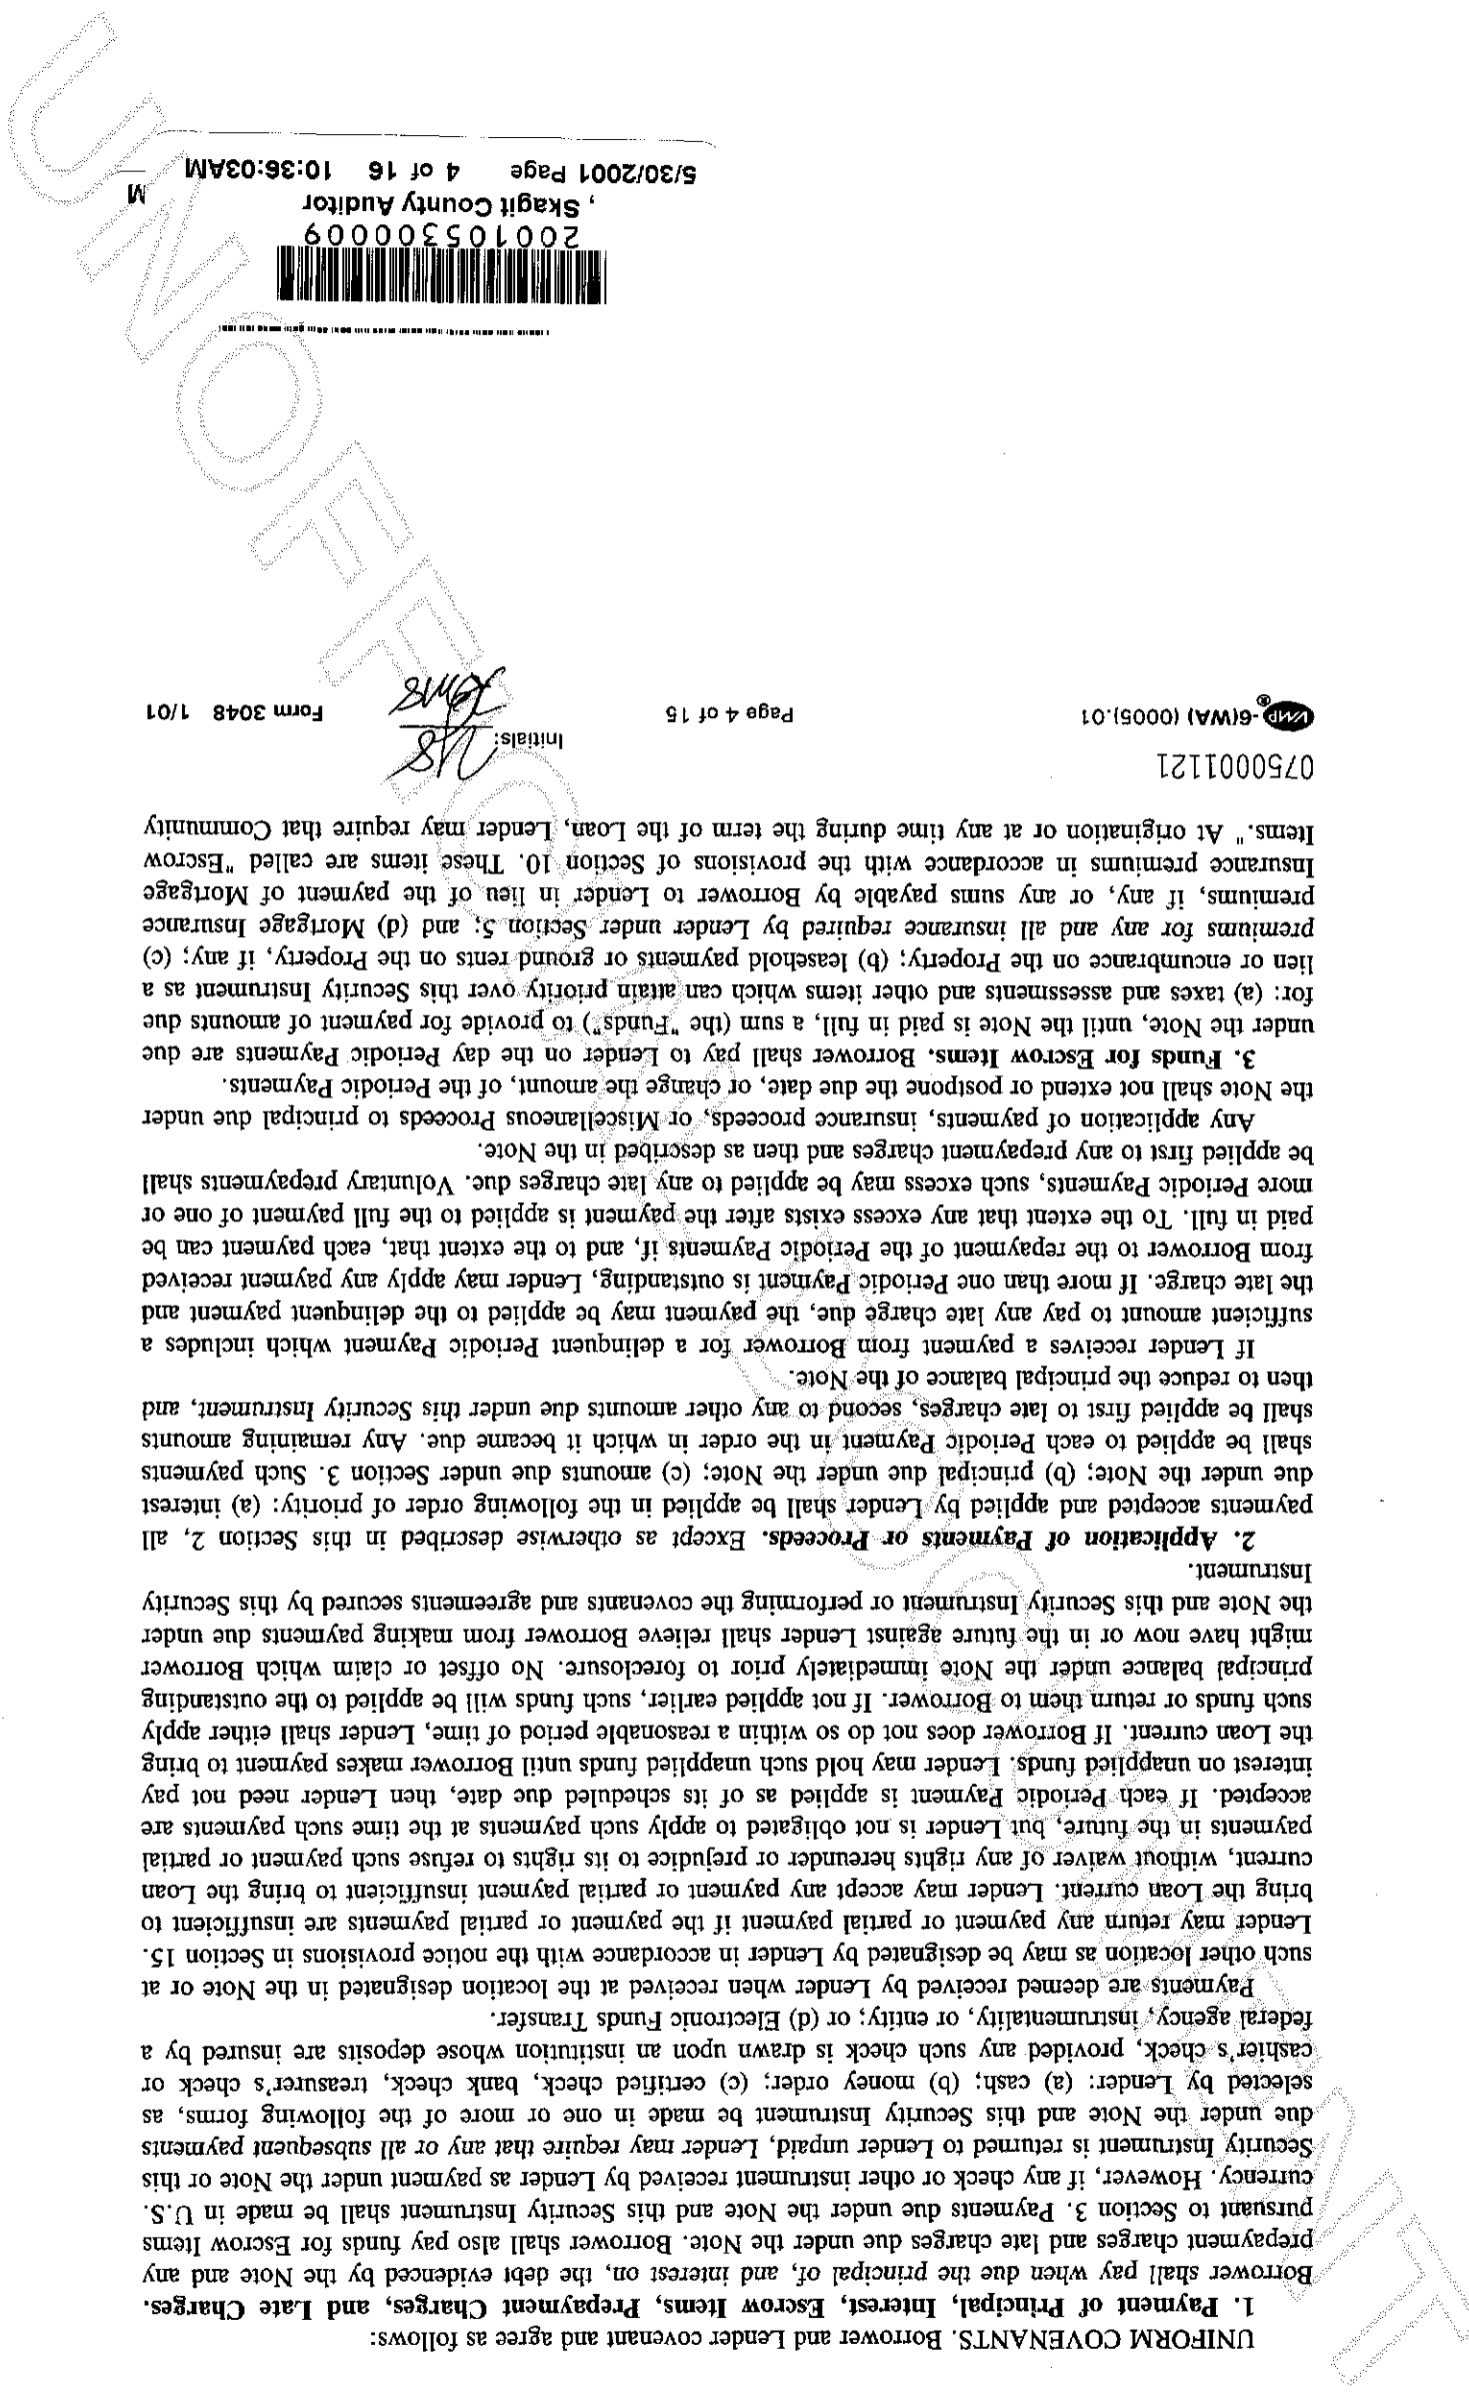 UNIFORM COVENANTS. Borrower and Lender covenant and agree as follows:
1. Payment of Principal, Interest, Escrow Items, Prepayment Charges, and Late Charges.
Borrower shall pay when due the principal of, and interest on, the debt evidenced by the Note and any
prepayment charges and late charges due under the Note. Borrower shall also pay funds for Escrow Items
pursuant to Section 3. Payments due under the Note and this Security Instrument shall be made in U.S.
currency. However, if any check or other instrument received by Lender as payment under the Note or this
Security Instrument is returned to Lender unpaid, Lender may require that any or all subsequent payments
due under the Note and this Security Instrument be made in one or more of the following forms, as
selected by Lender: (a) cash; (b) money order; (c) certified check, bank check, treasurer's check or
cashier's check, provided any such check is drawn upon an institution whose deposits are insured by a
federal agency, instrumentality, or entity; or (d) Electronic Funds Transfer.
Payments are deemed received by Lender when received at the location designated in the Note or at
such other location as may be designated by Lender in accordance with the notice provisions in Section 15.
Lender may return any payment or partial payment if the payment or partial payments are insufficient to
bring the Loan current. Lender may accept any payment or partial payment insufficient to bring the Loan
current, without waiver of any rights hereunder or prejudice to its rights to refuse such payment or partial
payments in the future, but Lender is not obligated to apply such payments at the time such payments are
accepted. If each Periodic Payment is applied as of its scheduled due date, then Lender need not pay
interest on unapplied funds. Lender may hold such unapplied funds until Borrower makes payment to bring
the Loan current. If Borrower does not do so within a reasonable period of time, Lender shall either apply
such funds or return them to Borrower. If not applied earlier, such funds will be applied to the outstanding
principal balance under the Note immediately prior to foreclosure. No offset or claim which Borrower
might have now or in the future against Lender shall relieve Borrower from making payments due under
the Note and this Security Instrument or performing the covenants and agreements secured by this Security
Instrument.
2. Application of Payments or Proceeds. Except as otherwise described in this Section 2, all
payments accepted and applied by Lender shall be applied in the following order of priority: (a) interest
due under the Note; (b) principal due under the Note; (c) amounts due under Section 3. Such payments
shall be applied to each Periodic Payment in the order in which it became due. Any remaining amounts
shall be applied first to late charges, second to any other amounts due under this Security Instrument, and
then to reduce the principal balance of the Note.
If Lender receives a payment from Borrower for a delinquent Periodic Payment which includes a
sufficient amount to pay any late charge due, the payment may be applied to the delinquent payment and
the late charge. If more than one Periodic Payment is outstanding, Lender may apply any payment received
from Borrower to the repayment of the Periodic Payments if, and to the extent that, each payment can be
paid in full. To the extent that any excess exists after the payment is applied to the full payment of one or
more Periodic Payments, such excess may be applied to any late charges due. Voluntary prepayments shall
be applied first to any prepayment charges and then as described in the Note.
Any application of payments, insurance proceeds, or Miscellaneous Proceeds to principal due under
the Note shall not extend or postpone the due date, or change the amount, of the Periodic Payments.
3. Funds for Escrow Items. Borrower shall pay to Lender on the day Periodic Payments are due
under the Note, until the Note is paid in full, a sum (the "Funds") to provide for payment of amounts due
for: (a) taxes and assessments and other items which can attain priority over this Security Instrument as a
lien or encumbrance on the Property; (b) leasehold payments or ground rents on the Property, if any; (c)
premiums for any and all insurance required by Lender under Section 5; and (d) Mortgage Insurance
premiums, if any, or any sums payable by Borrower to Lender in lieu of the payment of Mortgage
Insurance premiums in accordance with the provisions of Section 10. These items are called "Escrow
Items." At origination or at any time during the term of the Loan, Lender may require that Community
0750001121
VMP®-6(WA) (0005).01 Page 4 of 15 Initials: Form 3048 1/01
200105300009
, Skagit County Auditor
5/30/2001 Page 4 of 16 10:36:03AM
M
UNOFFICIAL DOCUMENT